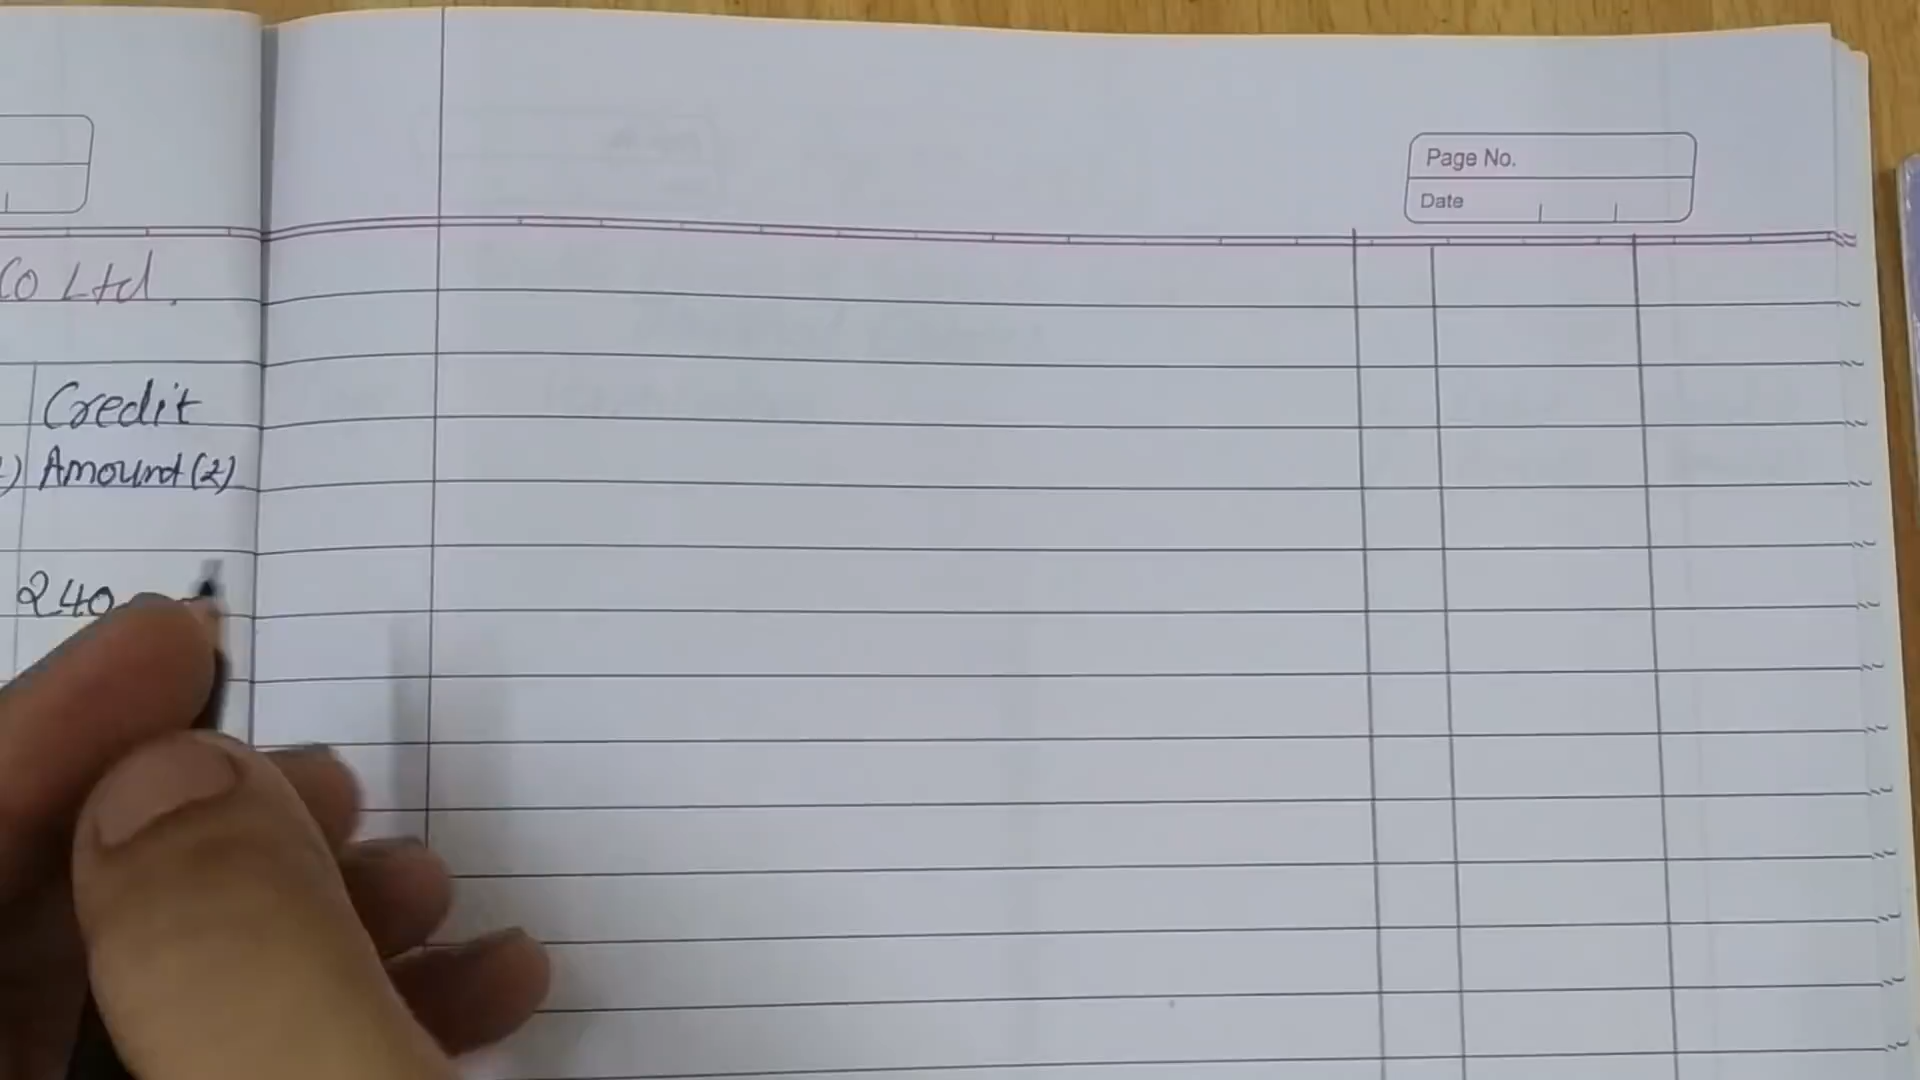 Page No.
Date
Co Ltd.
Credit
Amount (₹)
240